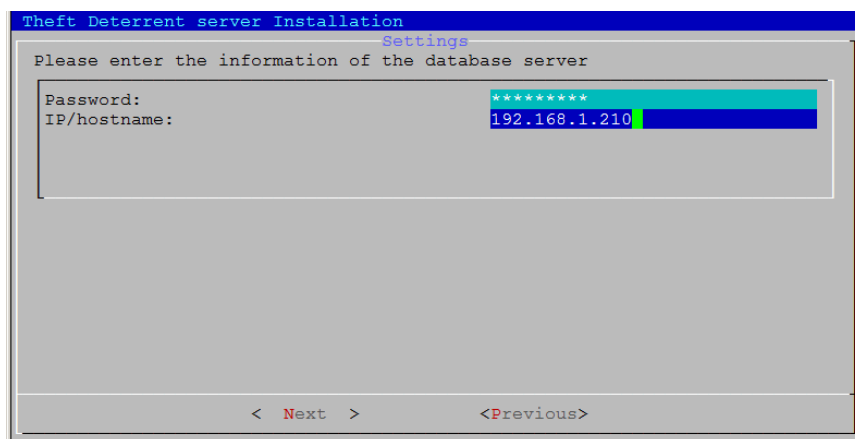 Theft Deterrent server Installation
Settings
Please enter the information of the database server
Password: *********
IP/hostname: 192.168.1.210
< Next > <Previous>